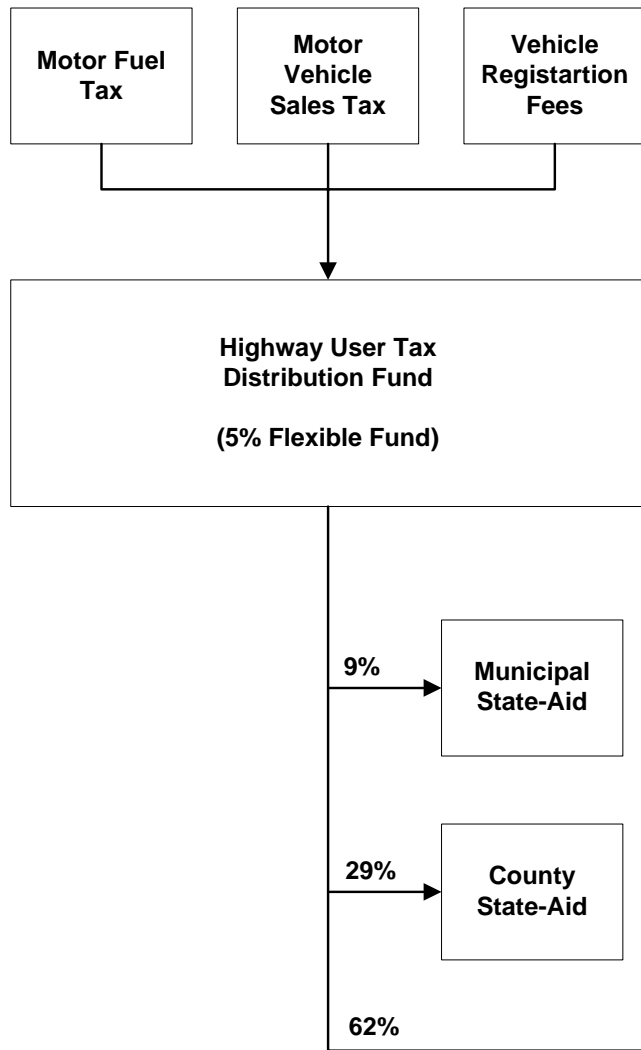 Motor Fuel
Tax
Motor
Vehicle
Sales Tax
Vehicle
Registartion
Fees
Highway User Tax
Distribution Fund
(5% Flexible Fund)
9%
Municipal
State-Aid
29%
County
State-Aid
62%